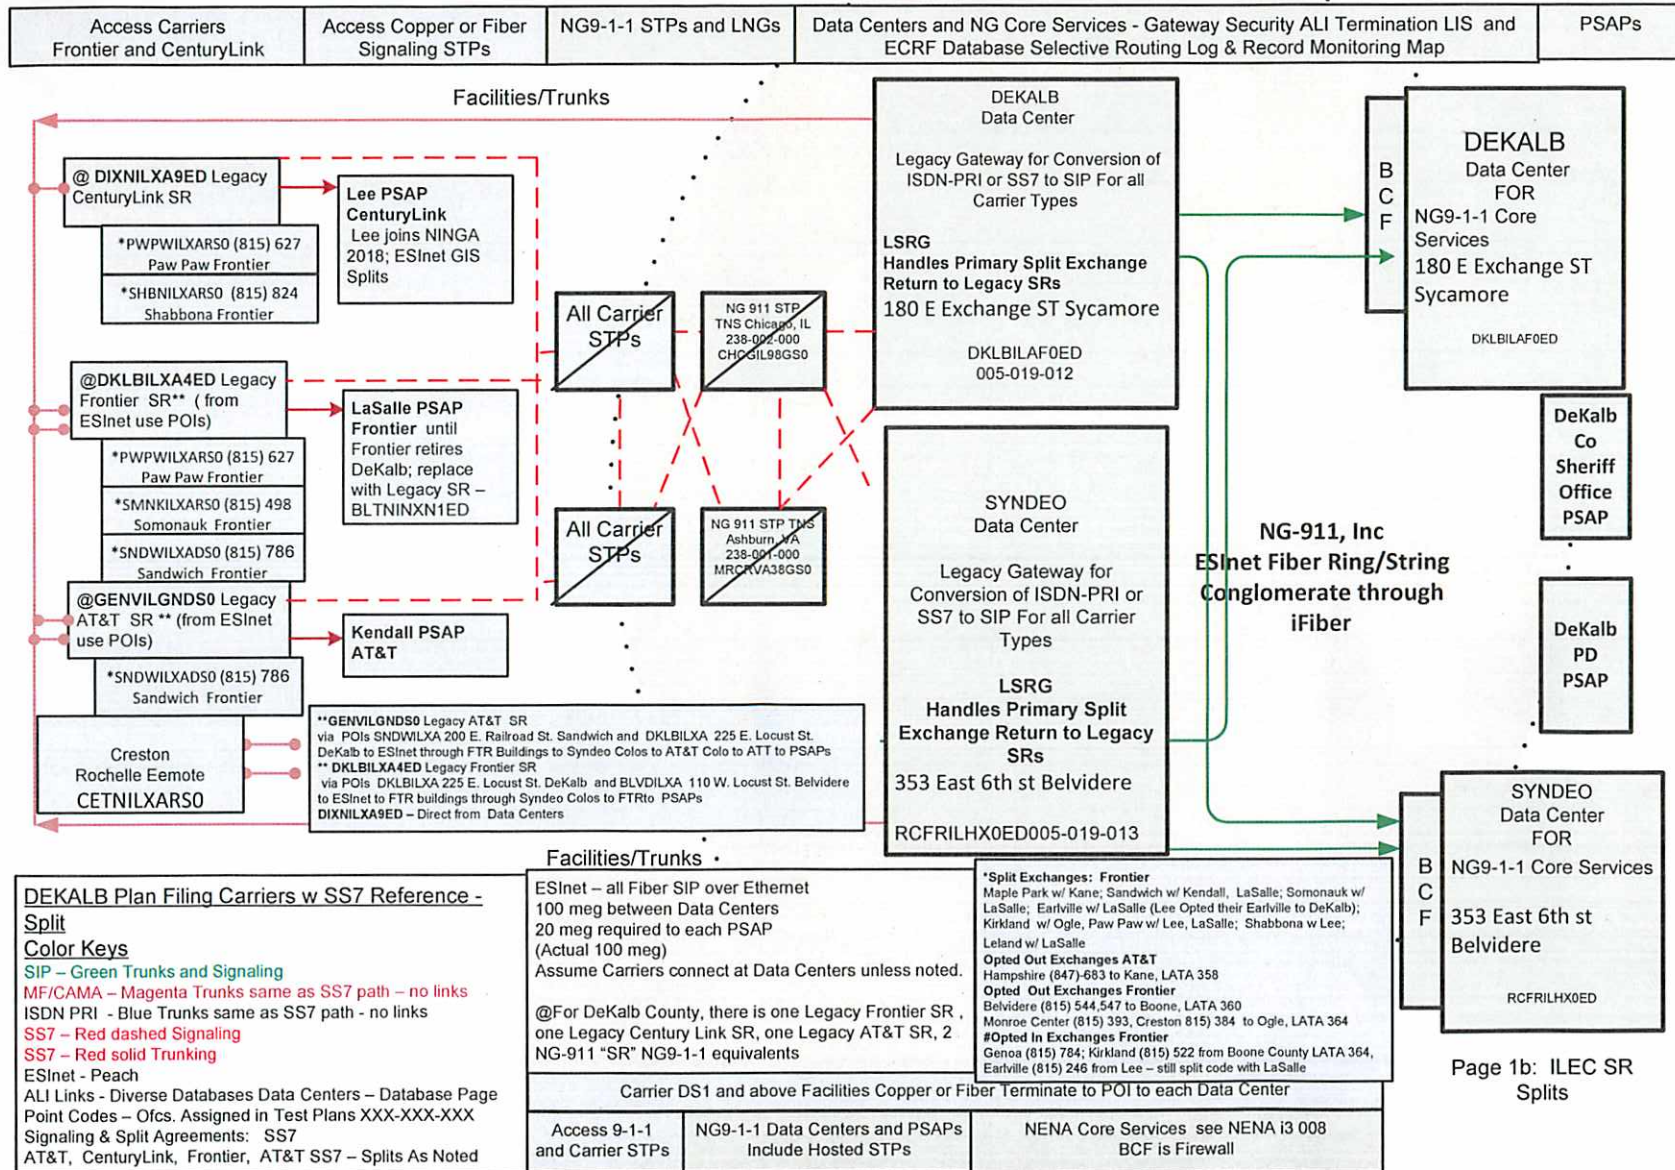 Access Carriers
Frontier and CenturyLink
Access Copper or Fiber
Signaling STPs
NG9-1-1 STPs and LNGs
Data Centers and NG Core Services - Gateway Security ALI Termination LIS and
ECRF Database Selective Routing Log & Record Monitoring Map
PSAPs
Facilities/Trunks
@ DIXNILXA9ED Legacy
CenturyLink SR
*PWPWILXARS0 (815) 627
Paw Paw Frontier
*SHBNILXARS0 (815) 824
Shabbona Frontier
Lee PSAP
CenturyLink
Lee joins NINGA
2018; ESInet GIS
Splits
@DKLBILXA4ED Legacy
Frontier SR** ( from
ESInet use POIs)
*PWPWILXARS0 (815) 627
Paw Paw Frontier
*SMNKILXARS0 (815) 498
Somonauk Frontier
*SNDWILXADS0 (815) 786
Sandwich Frontier
LaSalle PSAP
Frontier until
Frontier retires
DeKalb; replace
with Legacy SR –
BLTNINXN1ED
@GENVILGNDS0 Legacy
AT&T SR ** (from ESInet
use POIs)
*SNDWILXADS0 (815) 786
Sandwich Frontier
Kendall PSAP
AT&T
Creston
Rochelle Eemote
CETNILXARS0
All Carrier
STPs
NG 911 STP
TNS Chicago, IL
238-002-000
CHCGIL98GS0
All Carrier
STPs
NG 911 STP TNS
Ashburn, VA
238-001-000
MRCRVA38GS0
DEKALB
Data Center
Legacy Gateway for Conversion of
ISDN-PRI or SS7 to SIP For all
Carrier Types
LSRG
Handles Primary Split Exchange
Return to Legacy SRs
180 E Exchange ST Sycamore
DKLBILAF0ED
005-019-012
SYNDEO
Data Center
Legacy Gateway for
Conversion of ISDN-PRI or
SS7 to SIP For all Carrier
Types
LSRG
Handles Primary Split
Exchange Return to Legacy
SRs
353 East 6th st Belvidere
RCFRILHX0ED005-019-013
B
C
F
DEKALB
Data Center
FOR
NG9-1-1 Core
Services
180 E Exchange ST
Sycamore
DKLBILAF0ED
DeKalb
Co
Sheriff
Office
PSAP
DeKalb
PD
PSAP
NG-911, Inc
ESInet Fiber Ring/String
Conglomerate through
iFiber
B
C
F
SYNDEO
Data Center
FOR
NG9-1-1 Core Services
353 East 6th st
Belvidere
RCFRILHX0ED
**GENVILGNDS0 Legacy AT&T SR
via POIs SNDWILXA 200 E. Railroad St. Sandwich and DKLBILXA 225 E. Locust St.
DeKalb to ESInet through FTR Buildings to Syndeo Colos to AT&T Colo to ATT to PSAPs
** DKLBILXA4ED Legacy Frontier SR
via POIs DKLBILXA 225 E. Locust St. DeKalb and BLVDILXA 110 W. Locust St. Belvidere
to ESInet to FTR buildings through Syndeo Colos to FTRto PSAPs
DIXNILXA9ED – Direct from Data Centers
Facilities/Trunks
DEKALB Plan Filing Carriers w SS7 Reference -
Split
Color Keys
SIP – Green Trunks and Signaling
MF/CAMA – Magenta Trunks same as SS7 path – no links
ISDN PRI - Blue Trunks same as SS7 path - no links
SS7 – Red dashed Signaling
SS7 – Red solid Trunking
ESInet - Peach
ALI Links - Diverse Databases Data Centers – Database Page
Point Codes – Ofcs. Assigned in Test Plans XXX-XXX-XXX
Signaling & Split Agreements: SS7
AT&T, CenturyLink, Frontier, AT&T SS7 – Splits As Noted
ESInet – all Fiber SIP over Ethernet
100 meg between Data Centers
20 meg required to each PSAP
(Actual 100 meg)
Assume Carriers connect at Data Centers unless noted.
@For DeKalb County, there is one Legacy Frontier SR ,
one Legacy Century Link SR, one Legacy AT&T SR, 2
NG-911 “SR” NG9-1-1 equivalents
*Split Exchanges: Frontier
Maple Park w/ Kane; Sandwich w/ Kendall, LaSalle; Somonauk w/
LaSalle; Earlville w/ LaSalle (Lee Opted their Earlville to DeKalb);
Kirkland w/ Ogle, Paw Paw w/ Lee, LaSalle; Shabbona w Lee;
Leland w/ LaSalle
Opted Out Exchanges AT&T
Hampshire (847)-683 to Kane, LATA 358
Opted Out Exchanges Frontier
Belvidere (815) 544,547 to Boone, LATA 360
Monroe Center (815) 393, Creston 815) 384 to Ogle, LATA 364
#Opted In Exchanges Frontier
Genoa (815) 784; Kirkland (815) 522 from Boone County LATA 364,
Earlville (815) 246 from Lee – still split code with LaSalle
Carrier DS1 and above Facilities Copper or Fiber Terminate to POI to each Data Center
Access 9-1-1
and Carrier STPs
NG9-1-1 Data Centers and PSAPs
Include Hosted STPs
NENA Core Services see NENA i3 008
BCF is Firewall
Page 1b: ILEC SR
Splits